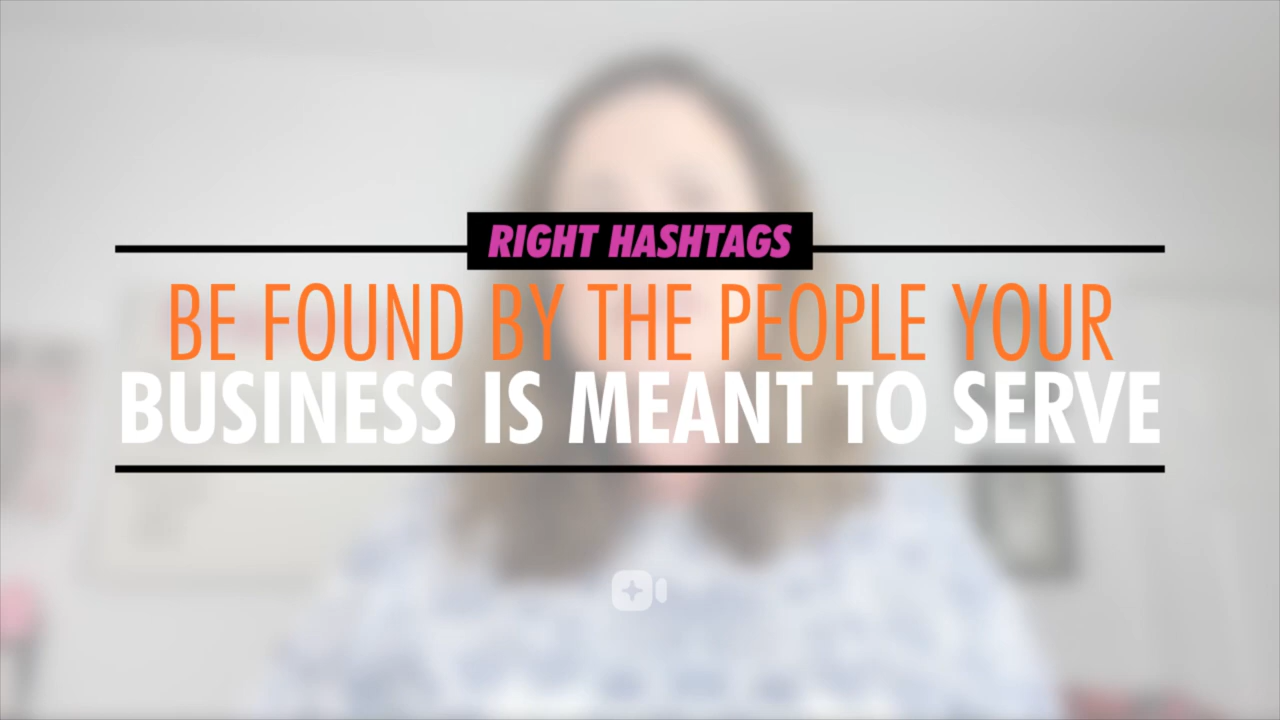 RIGHT HASHTAGS
BE FOUND BY THE PEOPLE YOUR
BUSINESS IS MEANT TO SERVE